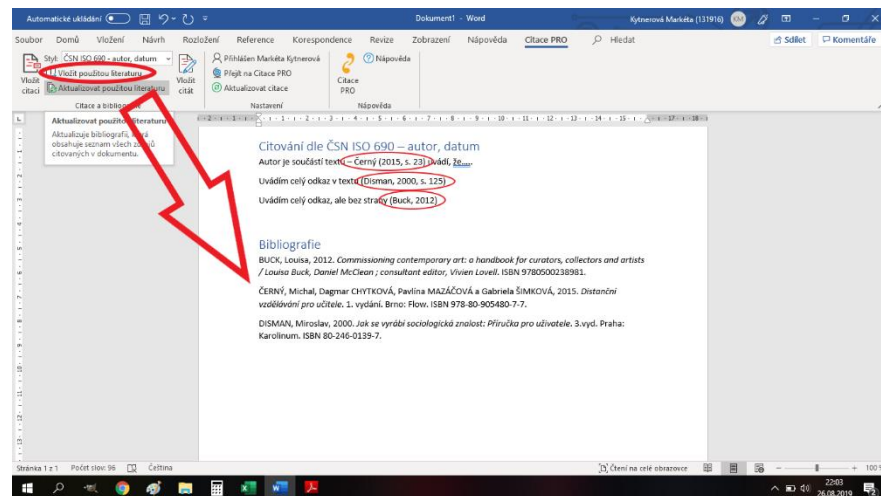 Automatické ukládání
Dokument1 - Word
Kytnerová Markéta (131916)
KM
Soubor Domů Vložení Návrh Rozložení Reference Korespondence Revize Zobrazení Nápověda Citace PRO Hledat
Sdílet Komentáře
Vložit citaci
Styl: ČSN ISO 690 - autor, datum
Vložit použitou literaturu
Aktualizovat použitou literaturu
Vložit citát
Přihlášen Markéta Kytnerová
Přejít na Citace PRO
Aktualizovat citace
Citace PRO
Nápověda
Citace a bibliografie
Nastavení
Nápověda
Aktualizovat použitou literaturu
Aktualizuje bibliografii, která
obsahuje seznam všech zdrojů
citovaných v dokumentu.
Citování dle ČSN ISO 690 – autor, datum
Autor je součástí textu – Černý (2015, s. 23) uvádí, že….
Uvádím celý odkaz v textu (Disman, 2000, s. 125)
Uvádím celý odkaz, ale bez strany (Buck, 2012)
Bibliografie
BUCK, Louisa, 2012. Commissioning contemporary art: a handbook for curators, collectors and artists
/ Louisa Buck, Daniel McClean ; consultant editor, Vivien Lovell. ISBN 9780500238981.
ČERNÝ, Michal, Dagmar CHYTKOVÁ, Pavlína MAZÁČOVÁ a Gabriela ŠIMKOVÁ, 2015. Distanční
vzdělávání pro učitele. 1. vydání. Brno: Flow. ISBN 978-80-905480-7-7.
DISMAN, Miroslav, 2000. Jak se vyrábí sociologická znalost: Příručka pro uživatele. 3.vyd. Praha:
Karolinum. ISBN 80-246-0139-7.
Stránka 1 z 1 Počet slov: 96 Čeština
Čtení na celé obrazovce
100
22:03
26.08.2019